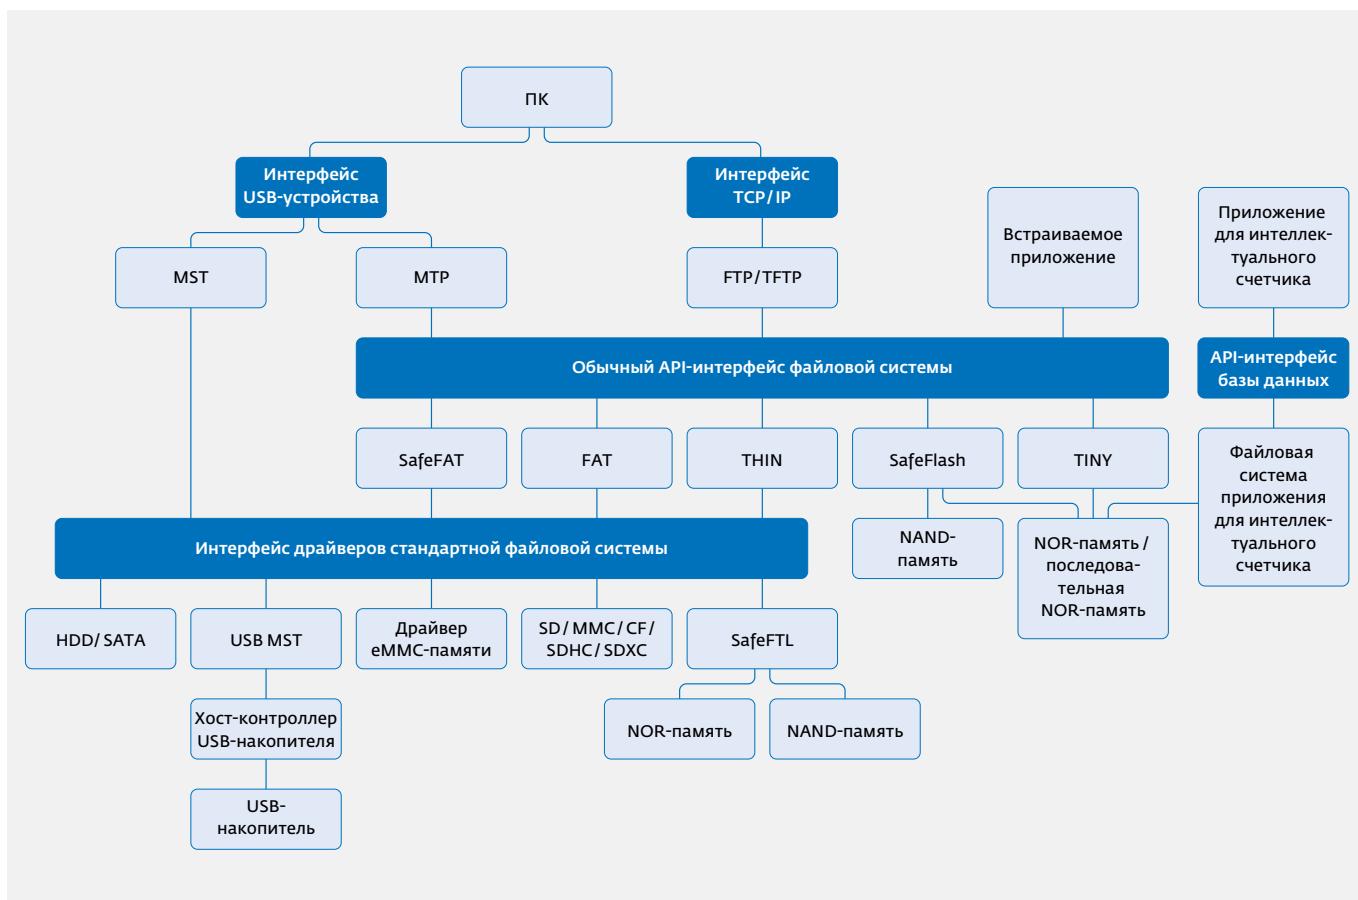 ПК
Интерфейс
USB-устройства
Интерфейс
TCP/IP
MST
MTP
FTP/TFTP
Встраиваемое
приложение
Приложение
для интеллек-
туального
счетчика
Обычный API-интерфейс файловой системы
API-интерфейс
базы данных
SafeFAT
FAT
THIN
SafeFlash
TINY
Файловая
система
приложения
для интеллек-
туального
счетчика
Интерфейс драйверов стандартной файловой системы
NAND-
память
NOR-память /
последова-
тельная
NOR-память
HDD/ SATA
USB MST
Драйвер
eMMC-памяти
SD/ MMC/ CF/
SDHC/ SDXC
SafeFTL
Хост-контроллер
USB-накопителя
NOR-память
NAND-память
USB-
накопитель